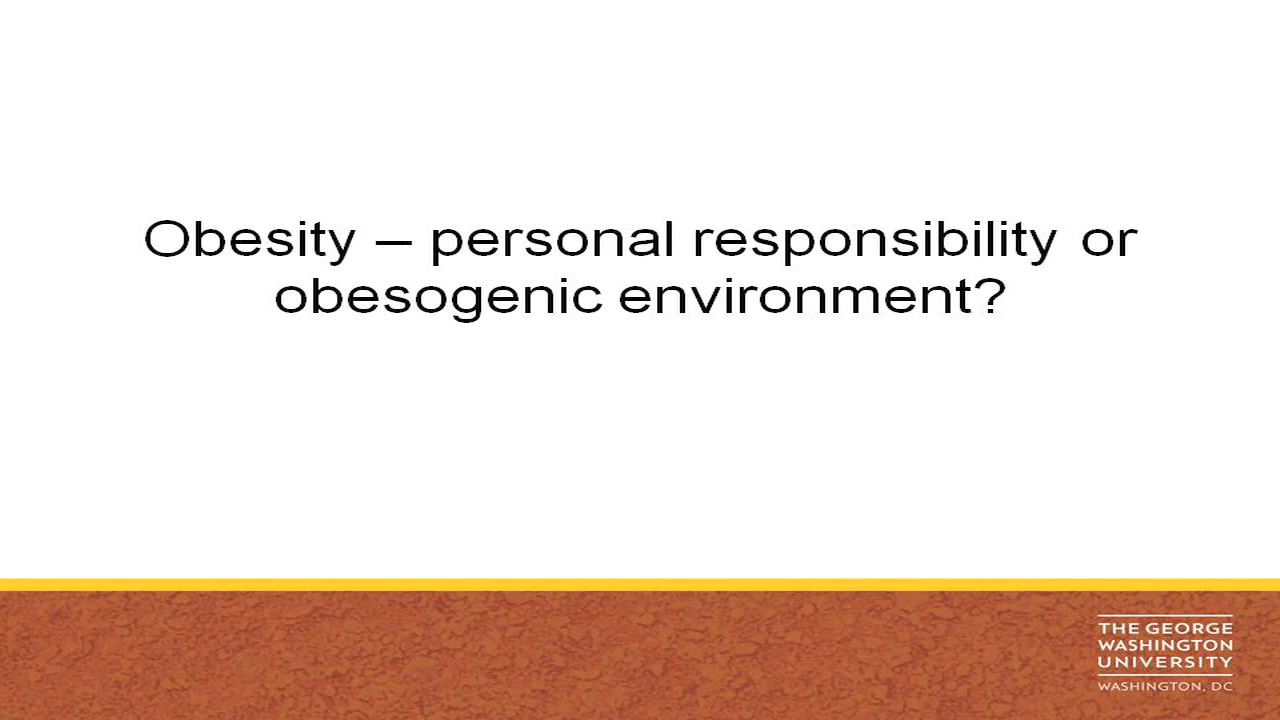 Obesity – personal responsibility or
obesogenic environment?
THE GEORGE
WASHINGTON
UNIVERSITY
WASHINGTON, DC